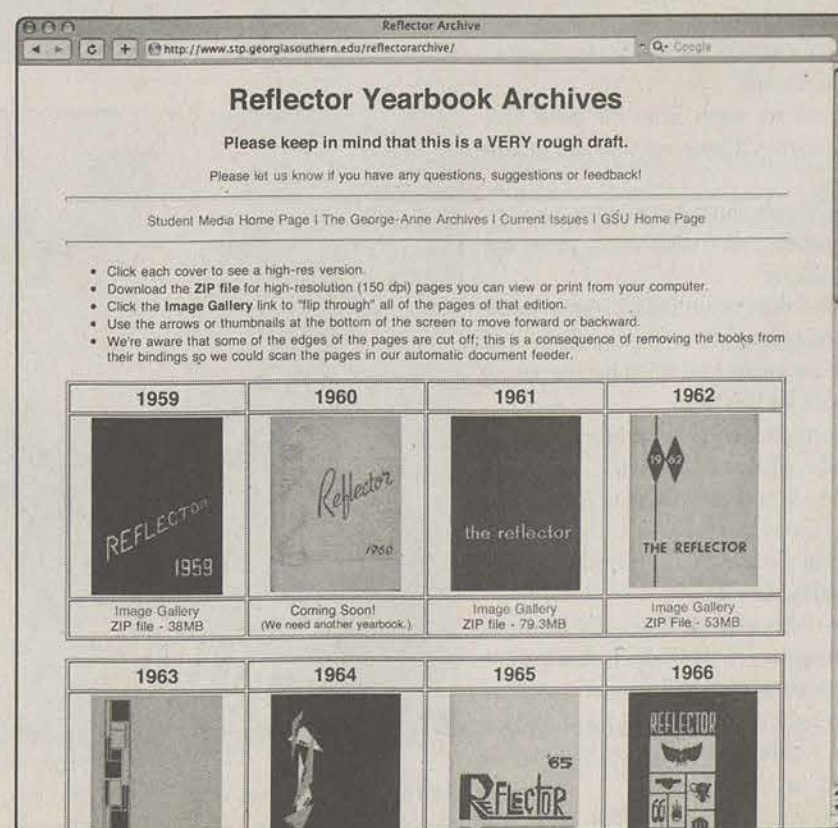 Reflector Archive
http://www.stp.georgiasouthern.edu/reflectorarchive/
Google
Reflector Yearbook Archives
Please keep in mind that this is a VERY rough draft.
Please let us know if you have any questions, suggestions or feedback!
Student Media Home Page | The George-Anne Archives | Current Issues | GSU Home Page
• Click each cover to see a high-res version.
• Download the ZIP file for high-resolution (150 dpi) pages you can view or print from your computer.
• Click the Image Gallery link to "flip through" all of the pages of that edition.
• Use the arrows or thumbnails at the bottom of the screen to move forward or backward.
• We're aware that some of the edges of the pages are cut off; this is a consequence of removing the books from
their bindings so we could scan the pages in our automatic document feeder.
1959 1960 1961 1962
REFLECTOR
1959
Reflector
1960
the reflector
19 62
THE REFLECTOR
Image Gallery
ZIP file - 38MB
Coming Soon!
(We need another yearbook.)
Image Gallery
ZIP file - 79.3MB
Image Gallery
ZIP File - 53MB
1963 1964 1965 1966
'65
REFLECTOR
REFLECTOR
66